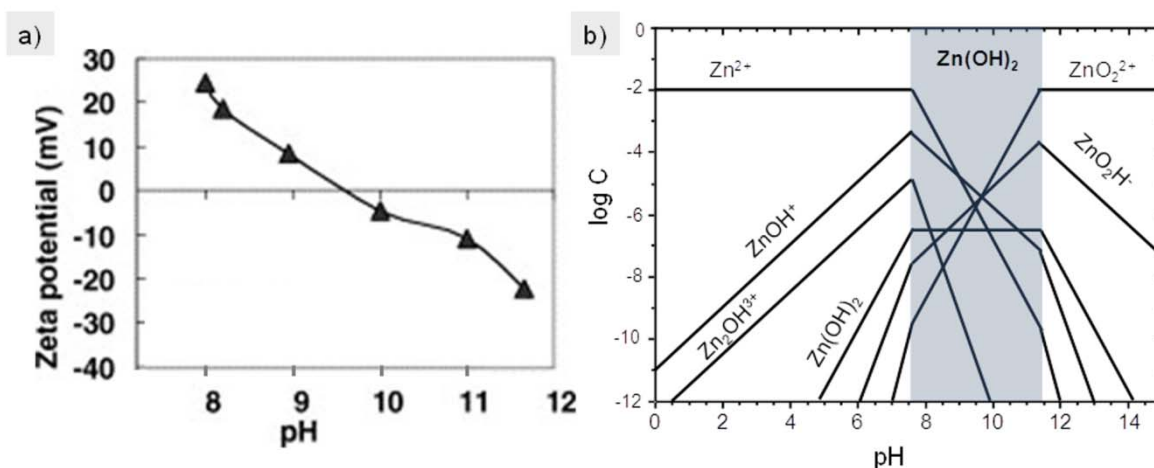 a)
Zeta potential (mV)
30
20
10
0
-10
-20
-30
-40
8
9
10
11
12
pH
b)
log C
0
-2
-4
-6
-8
-10
-12
0
2
4
6
8
10
12
14
pH
Zn²⁺
Zn(OH)₂
ZnO₂²⁺
ZnOH⁺
Zn₂OH³⁺
Zn(OH)₂
ZnO₂H⁻